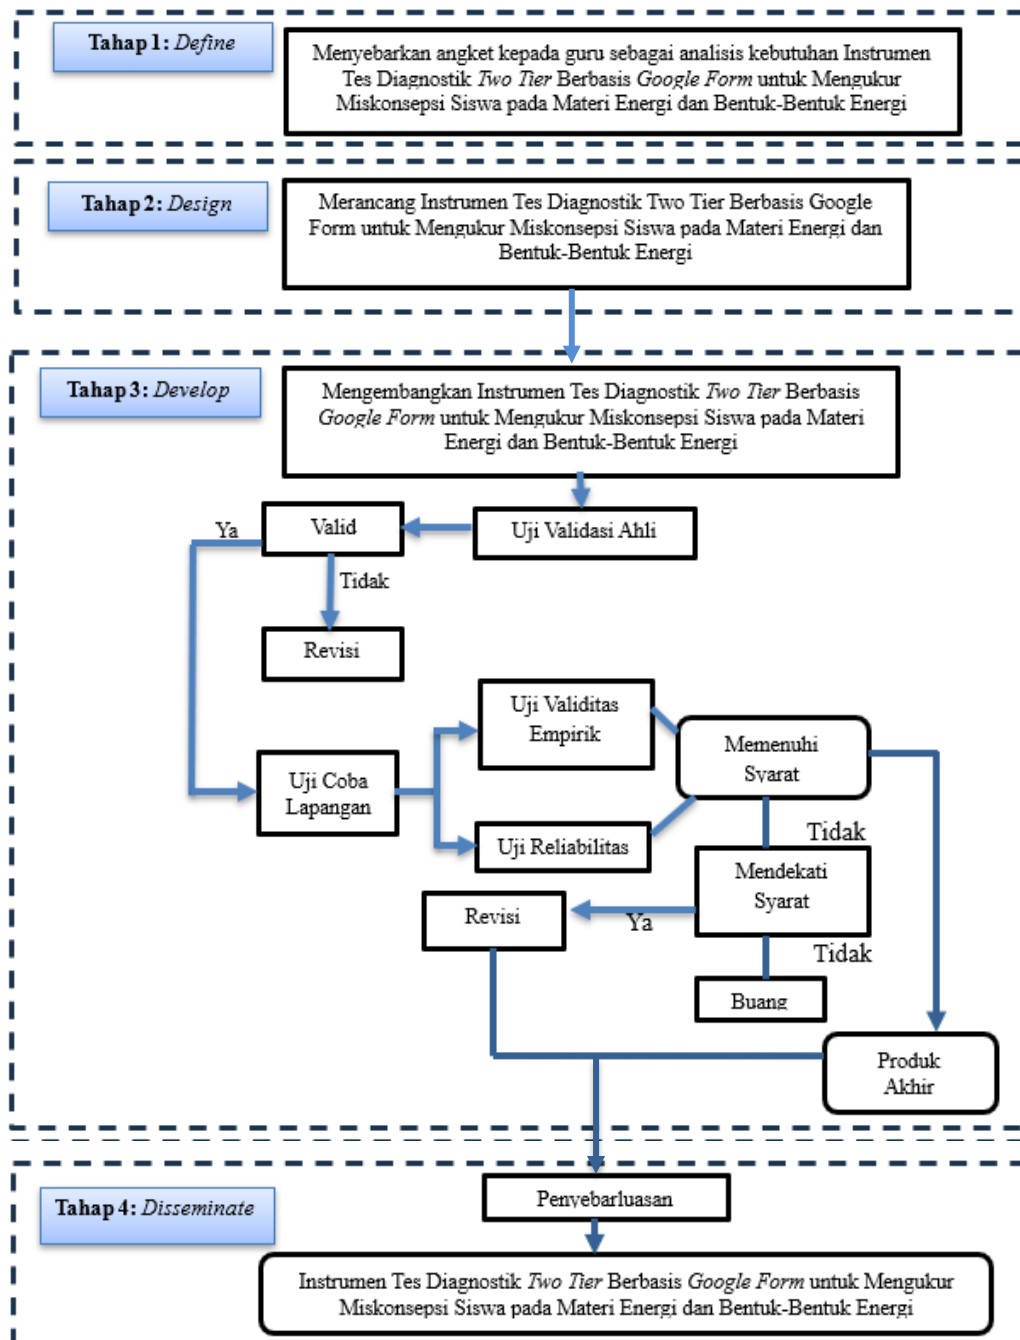 Tahap 1: Define
Menyebarkan angket kepada guru sebagai analisis kebutuhan Instrumen
Tes Diagnostik Two Tier Berbasis Google Form untuk Mengukur
Miskonsepsi Siswa pada Materi Energi dan Bentuk-Bentuk Energi
Tahap 2: Design
Merancang Instrumen Tes Diagnostik Two Tier Berbasis Google
Form untuk Mengukur Miskonsepsi Siswa pada Materi Energi dan
Bentuk-Bentuk Energi
Tahap 3: Develop
Mengembangkan Instrumen Tes Diagnostik Two Tier Berbasis
Google Form untuk Mengukur Miskonsepsi Siswa pada Materi
Energi dan Bentuk-Bentuk Energi
Uji Validasi Ahli
Valid
Ya
Tidak
Revisi
Uji Coba
Lapangan
Uji Validitas
Empirik
Uji Reliabilitas
Memenuhi
Syarat
Tidak
Mendekati
Syarat
Ya
Revisi
Tidak
Buang
Produk
Akhir
Tahap 4: Disseminate
Penyebarluasan
Instrumen Tes Diagnostik Two Tier Berbasis Google Form untuk Mengukur
Miskonsepsi Siswa pada Materi Energi dan Bentuk-Bentuk Energi